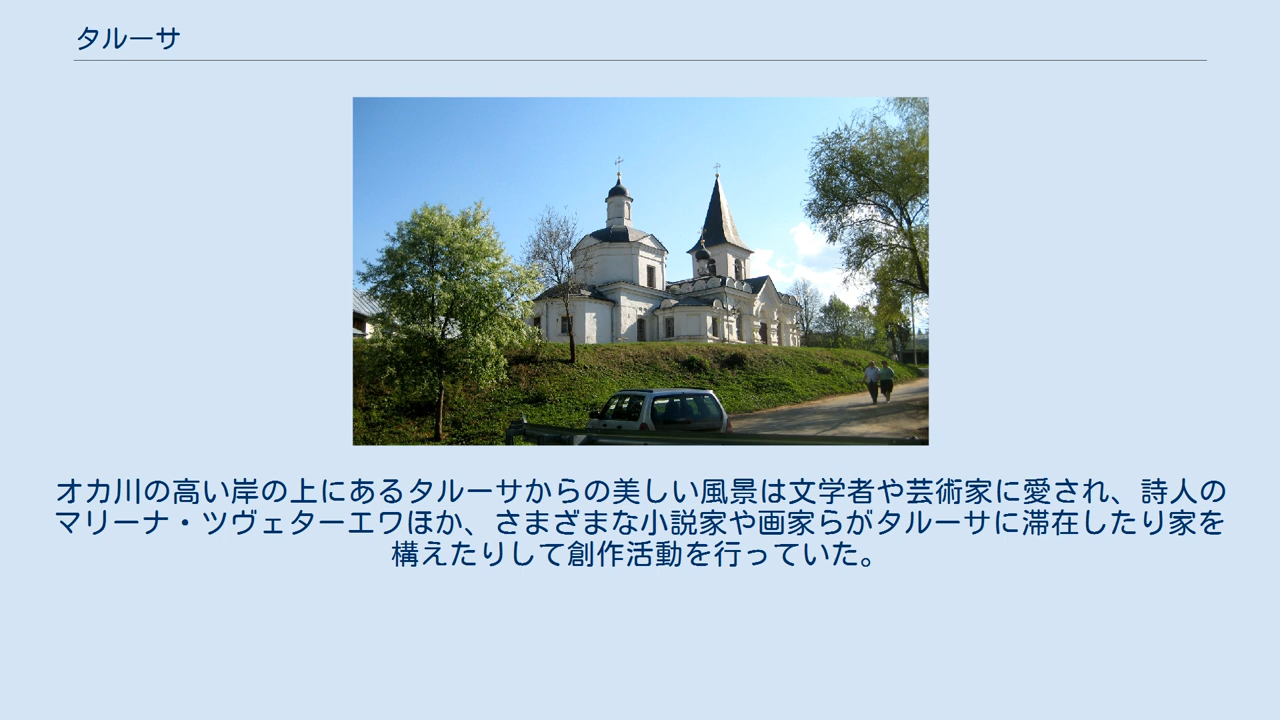 タルーサ
オカ川の高い岸の上にあるタルーサからの美しい風景は文学者や芸術家に愛され、詩人の
マリーナ・ツヴェターエワほか、さまざまな小説家や画家らがタルーサに滞在したり家を
構えたりして創作活動を行っていた。